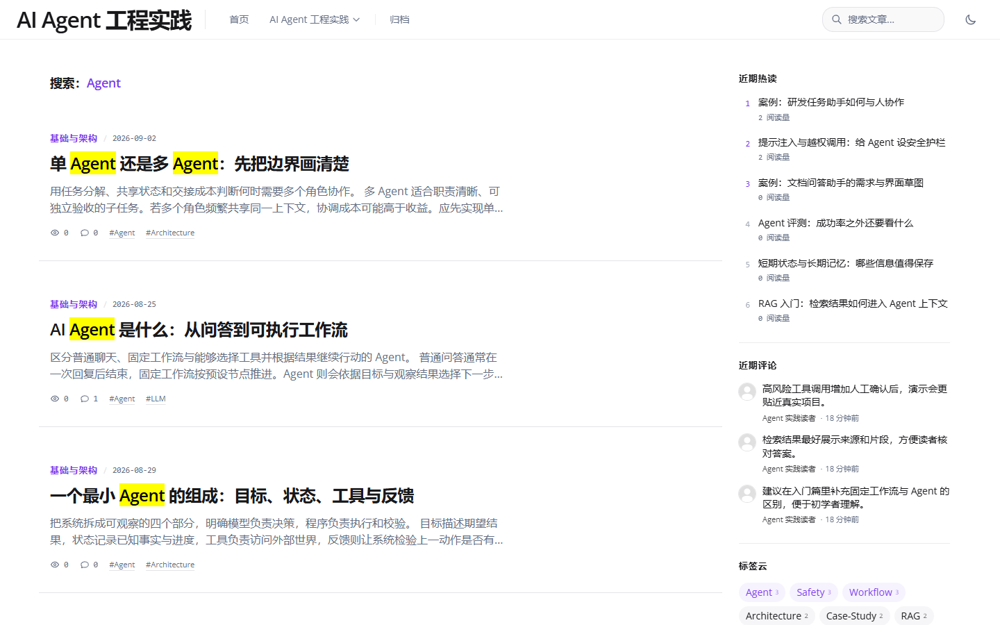 AI Agent 工程实践
首页
AI Agent 工程实践
归档
搜索文章...
搜索：Agent
基础与架构 / 2026-09-02
单 Agent 还是多 Agent：先把边界画清楚
用任务分解、共享状态和交接成本判断何时需要多个角色协作。 多 Agent 适合职责清晰、可
独立验收的子任务。若多个角色频繁共享同一上下文，协调成本可能高于收益。应先实现单...
0 0 #Agent #Architecture
基础与架构 / 2026-08-25
AI Agent 是什么：从问答到可执行工作流
区分普通聊天、固定工作流与能够选择工具并根据结果继续行动的 Agent。 普通问答通常在
一次回复后结束，固定工作流按预设节点推进。Agent 则会依据目标与观察结果选择下一步...
0 1 #Agent #LLM
基础与架构 / 2026-08-29
一个最小 Agent 的组成：目标、状态、工具与反馈
把系统拆成可观察的四个部分，明确模型负责决策，程序负责执行和校验。 目标描述期望结
果，状态记录已知事实与进度，工具负责访问外部世界，反馈则让系统检验上一动作是否有...
0 0 #Agent #Architecture
近期热读
1 案例：研发任务助手如何与人协作
2 阅读量
2 提示注入与越权调用：给 Agent 设安全护栏
2 阅读量
3 案例：文档问答助手的需求与界面草图
0 阅读量
4 Agent 评测：成功率之外还要看什么
0 阅读量
5 短期状态与长期记忆：哪些信息值得保存
0 阅读量
6 RAG 入门：检索结果如何进入 Agent 上下文
0 阅读量
近期评论
高风险工具调用增加人工确认后，演示会更
贴近真实项目。
Agent 实践读者 · 18 分钟前
检索结果最好展示来源和片段，方便读者核
对答案。
Agent 实践读者 · 18 分钟前
建议在入门篇里补充固定工作流与 Agent 的
区别，便于初学者理解。
Agent 实践读者 · 18 分钟前
标签云
Agent 3 Safety 3 Workflow 3
Architecture 2 Case-Study 2 RAG 2